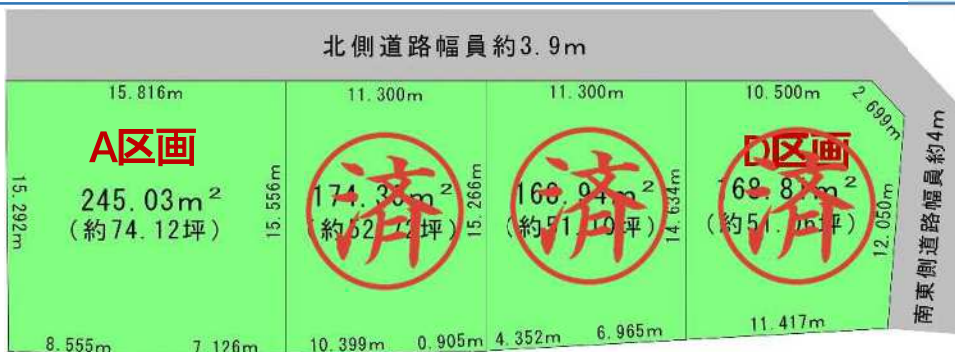 北側道路幅員約3.9m
15.816m
11.300m
11.300m
10.500m
2.699m
南東側道路幅員約4m
A区画
D区画
15.292m
245.03m²
(約74.12坪)
15.556m
済
15.266m
済
14.634m
済
12.050m
8.555m
7.126m
10.399m
0.905m
4.352m
6.965m
11.417m